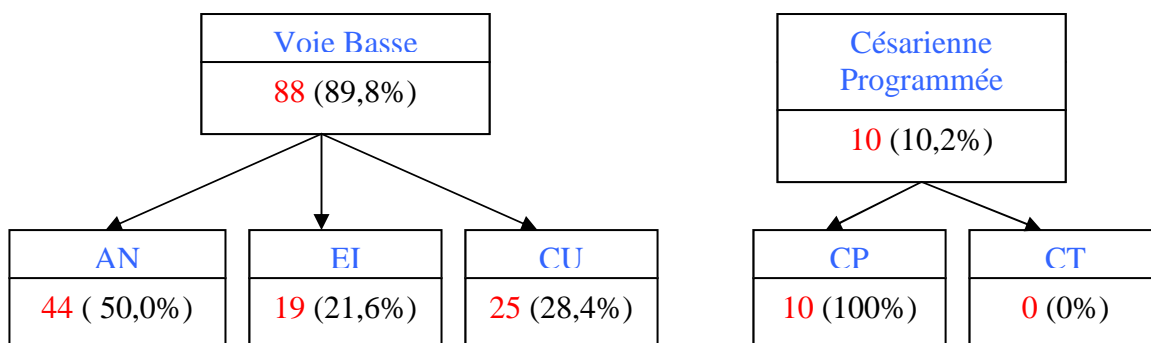 Voie Basse
88 (89,8%)
Césarienne
Programmée
10 (10,2%)
AN
44 ( 50,0%)
EI
19 (21,6%)
CU
25 (28,4%)
CP
10 (100%)
CT
0 (0%)